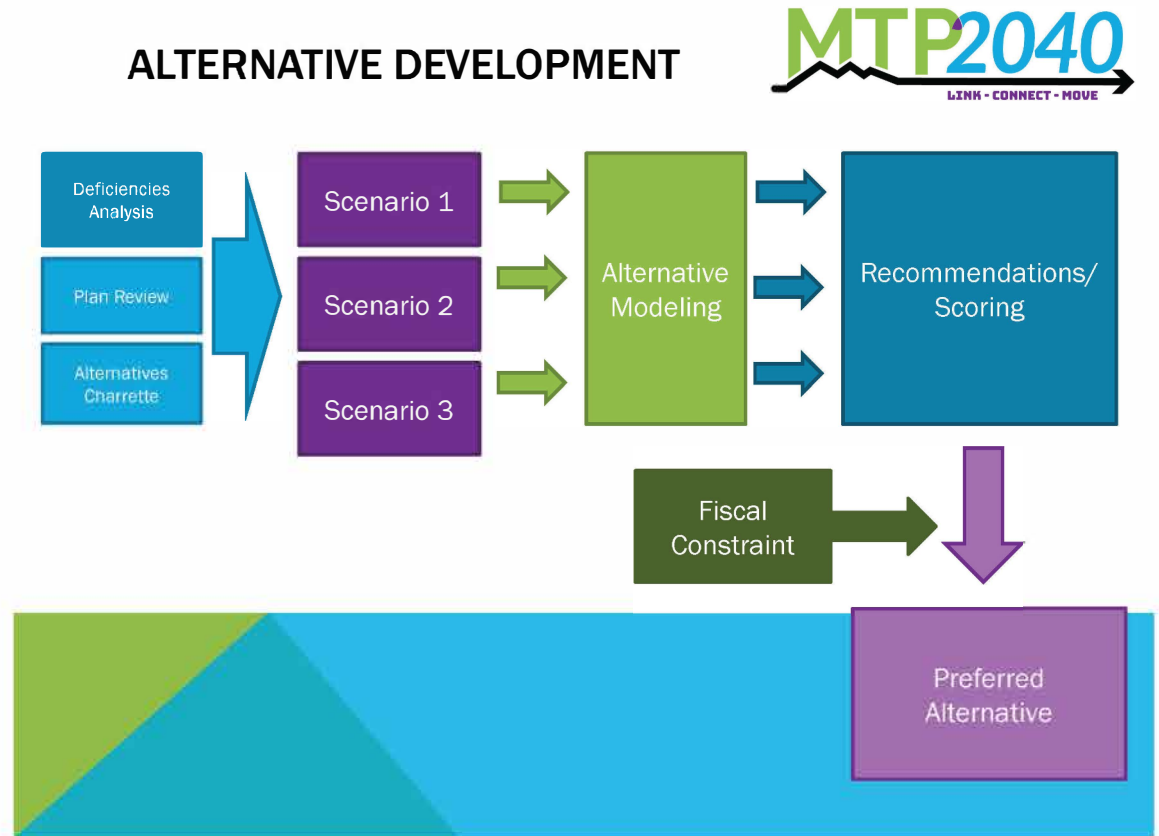 ALTERNATIVE DEVELOPMENT
MTP2040
LINK - CONNECT - MOVE
Deficiencies
Analysis
Plan Review
Alternatives
Charrette
Scenario 1
Scenario 2
Scenario 3
Alternative
Modeling
Recommendations/
Scoring
Fiscal
Constraint
Preferred
Alternative